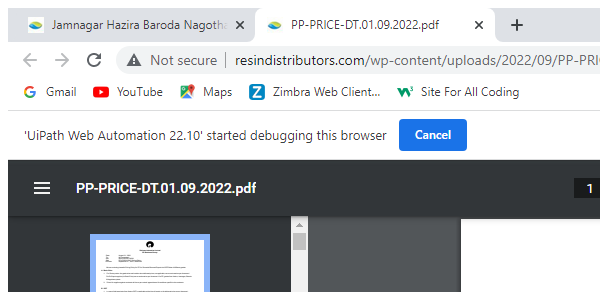 Jamnagar Hazira Baroda Nagotha
PP-PRICE-DT.01.09.2022.pdf
Not secure | resindistributors.com/wp-content/uploads/2022/09/PP-PRI
Gmail YouTube Maps Zimbra Web Client... Site For All Coding
'UiPath Web Automation 22.10' started debugging this browser Cancel
PP-PRICE-DT.01.09.2022.pdf 1